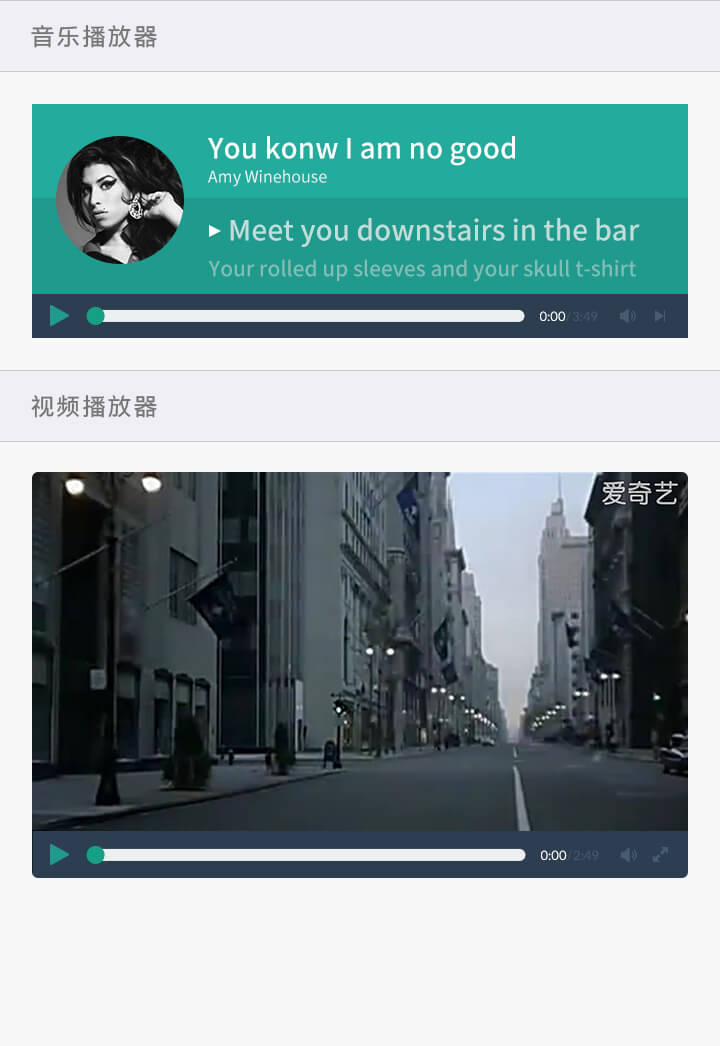 音乐播放器
You konw I am no good
Amy Winehouse
Meet you downstairs in the bar
Your rolled up sleeves and your skull t-shirt
0:00/3:49
视频播放器
爱奇艺
0:00/2:49